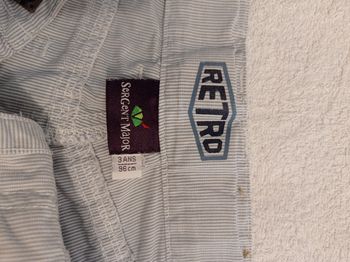 SERGENT MAJOR
3 ANS
96 cm
RETRO